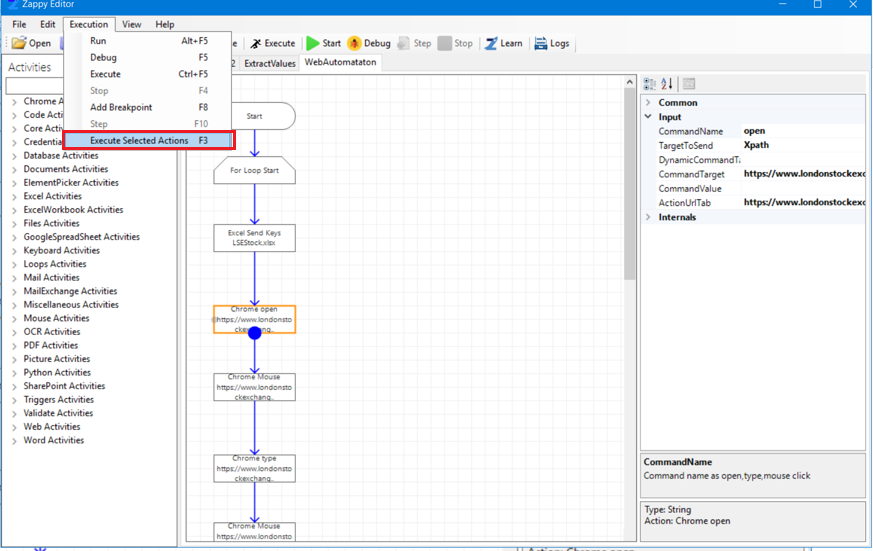 Zappy Editor
File Edit Execution View Help
Open Execute Start Debug Step Stop Learn Logs
Run Alt+F5
Debug F5
Execute Ctrl+F5
Stop F4
Add Breakpoint F8
Step F10
Execute Selected Actions F3
ExtractValues WebAutomataton
Activities
Chrome A
Code Acti
Core Activ
Credentia
Database Activities
Documents Activities
ElementPicker Activities
Excel Activities
ExcelWorkbook Activities
Files Activities
GoogleSpreadSheet Activities
Keyboard Activities
Loops Activities
Mail Activities
MailExchange Activities
Miscellaneous Activities
Mouse Activities
OCR Activities
PDF Activities
Picture Activities
Python Activities
SharePoint Activities
Triggers Activities
Validate Activities
Web Activities
Word Activities
Start
For Loop Start
Excel Send Keys
LSEStock.xlsx
Chrome open
https://www.londonsto
ckexchang..
Chrome Mouse
https://www.londonsto
ckexchang..
Chrome type
https://www.londonsto
ckexchang..
Chrome Mouse
https://www.londonsto
Common
Input
CommandName open
TargetToSend Xpath
DynamicCommandTa
CommandTarget https://www.londonstockexc
CommandValue
ActionUrlTab https://www.londonstockexc
Internals
CommandName
Command name as open,type,mouse click
Type: String
Action: Chrome open